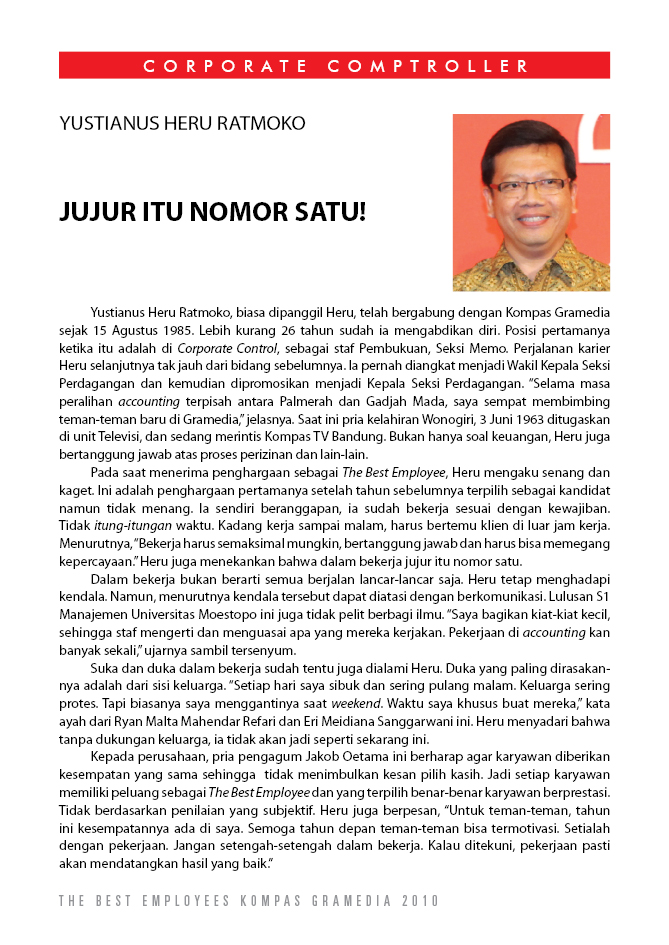 CORPORATE COMPTROLLER
YUSTIANUS HERU RATMOKO
JUJUR ITU NOMOR SATU!
Yustianus Heru Ratmoko, biasa dipanggil Heru, telah bergabung dengan Kompas Gramedia
sejak 15 Agustus 1985. Lebih kurang 26 tahun sudah ia mengabdikan diri. Posisi pertamanya
ketika itu adalah di Corporate Control, sebagai staf Pembukuan, Seksi Memo. Perjalanan karier
Heru selanjutnya tak jauh dari bidang sebelumnya. Ia pernah diangkat menjadi Wakil Kepala Seksi
Perdagangan dan kemudian dipromosikan menjadi Kepala Seksi Perdagangan. “Selama masa
peralihan accounting terpisah antara Palmerah dan Gadjah Mada, saya sempat membimbing
teman-teman baru di Gramedia,” jelasnya. Saat ini pria kelahiran Wonogiri, 3 Juni 1963 ditugaskan
di unit Televisi, dan sedang merintis Kompas TV Bandung. Bukan hanya soal keuangan, Heru juga
bertanggung jawab atas proses perizinan dan lain-lain.
Pada saat menerima penghargaan sebagai The Best Employee, Heru mengaku senang dan
kaget. Ini adalah penghargaan pertamanya setelah tahun sebelumnya terpilih sebagai kandidat
namun tidak menang. Ia sendiri beranggapan, ia sudah bekerja sesuai dengan kewajiban.
Tidak itung-itungan waktu. Kadang kerja sampai malam, harus bertemu klien di luar jam kerja.
Menurutnya, “Bekerja harus semaksimal mungkin, bertanggung jawab dan harus bisa memegang
kepercayaan.” Heru juga menekankan bahwa dalam bekerja jujur itu nomor satu.
Dalam bekerja bukan berarti semua berjalan lancar-lancar saja. Heru tetap menghadapi
kendala. Namun, menurutnya kendala tersebut dapat diatasi dengan berkomunikasi. Lulusan S1
Manajemen Universitas Moestopo ini juga tidak pelit berbagi ilmu. “Saya bagikan kiat-kiat kecil,
sehingga staf mengerti dan menguasai apa yang mereka kerjakan. Pekerjaan di accounting kan
banyak sekali,” ujarnya sambil tersenyum.
Suka dan duka dalam bekerja sudah tentu juga dialami Heru. Duka yang paling dirasakan-
nya adalah dari sisi keluarga. “Setiap hari saya sibuk dan sering pulang malam. Keluarga sering
protes. Tapi biasanya saya menggantinya saat weekend. Waktu saya khusus buat mereka,” kata
ayah dari Ryan Malta Mahendar Refari dan Eri Meidiana Sanggarwani ini. Heru menyadari bahwa
tanpa dukungan keluarga, ia tidak akan jadi seperti sekarang ini.
Kepada perusahaan, pria pengagum Jakob Oetama ini berharap agar karyawan diberikan
kesempatan yang sama sehingga tidak menimbulkan kesan pilih kasih. Jadi setiap karyawan
memiliki peluang sebagai The Best Employee dan yang terpilih benar-benar karyawan berprestasi.
Tidak berdasarkan penilaian yang subjektif. Heru juga berpesan, “Untuk teman-teman, tahun
ini kesempatannya ada di saya. Semoga tahun depan teman-teman bisa termotivasi. Setialah
dengan pekerjaan. Jangan setengah-setengah dalam bekerja. Kalau ditekuni, pekerjaan pasti
akan mendatangkan hasil yang baik.”
THE BEST EMPLOYEES KOMPAS GRAMEDIA 2010